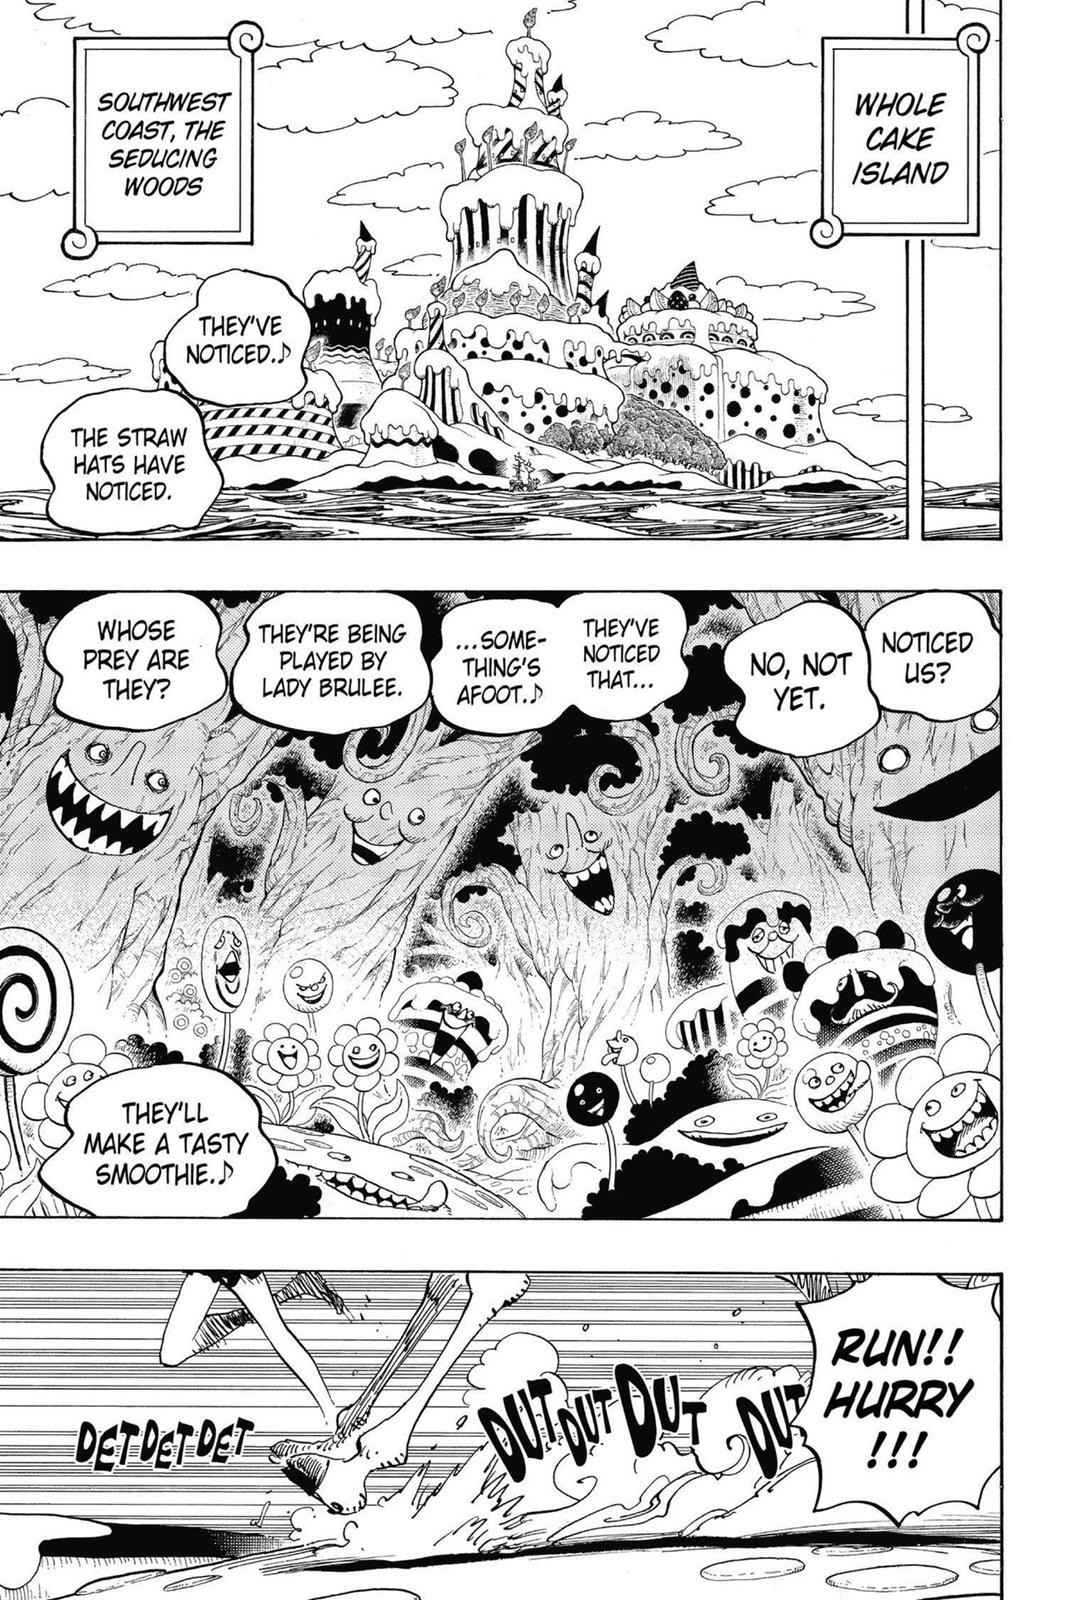 WHOLE
CAKE
ISLAND
SOUTHWEST
COAST, THE
SEDUCING
WOODS
THEY'VE
NOTICED.♪
THE STRAW
HATS HAVE
NOTICED.
NOTICED
US?
NO, NOT
YET.
THEY'VE
NOTICED
THAT...
...SOME-
THING'S
AFOOT.♪
THEY'RE BEING
PLAYED BY
LADY BRULEE.
WHOSE
PREY ARE
THEY?
THEY'LL
MAKE A TASTY
SMOOTHIE.♪
RUN!!
HURRY
!!!
DUT DUT DUT DUT
DET DET DET